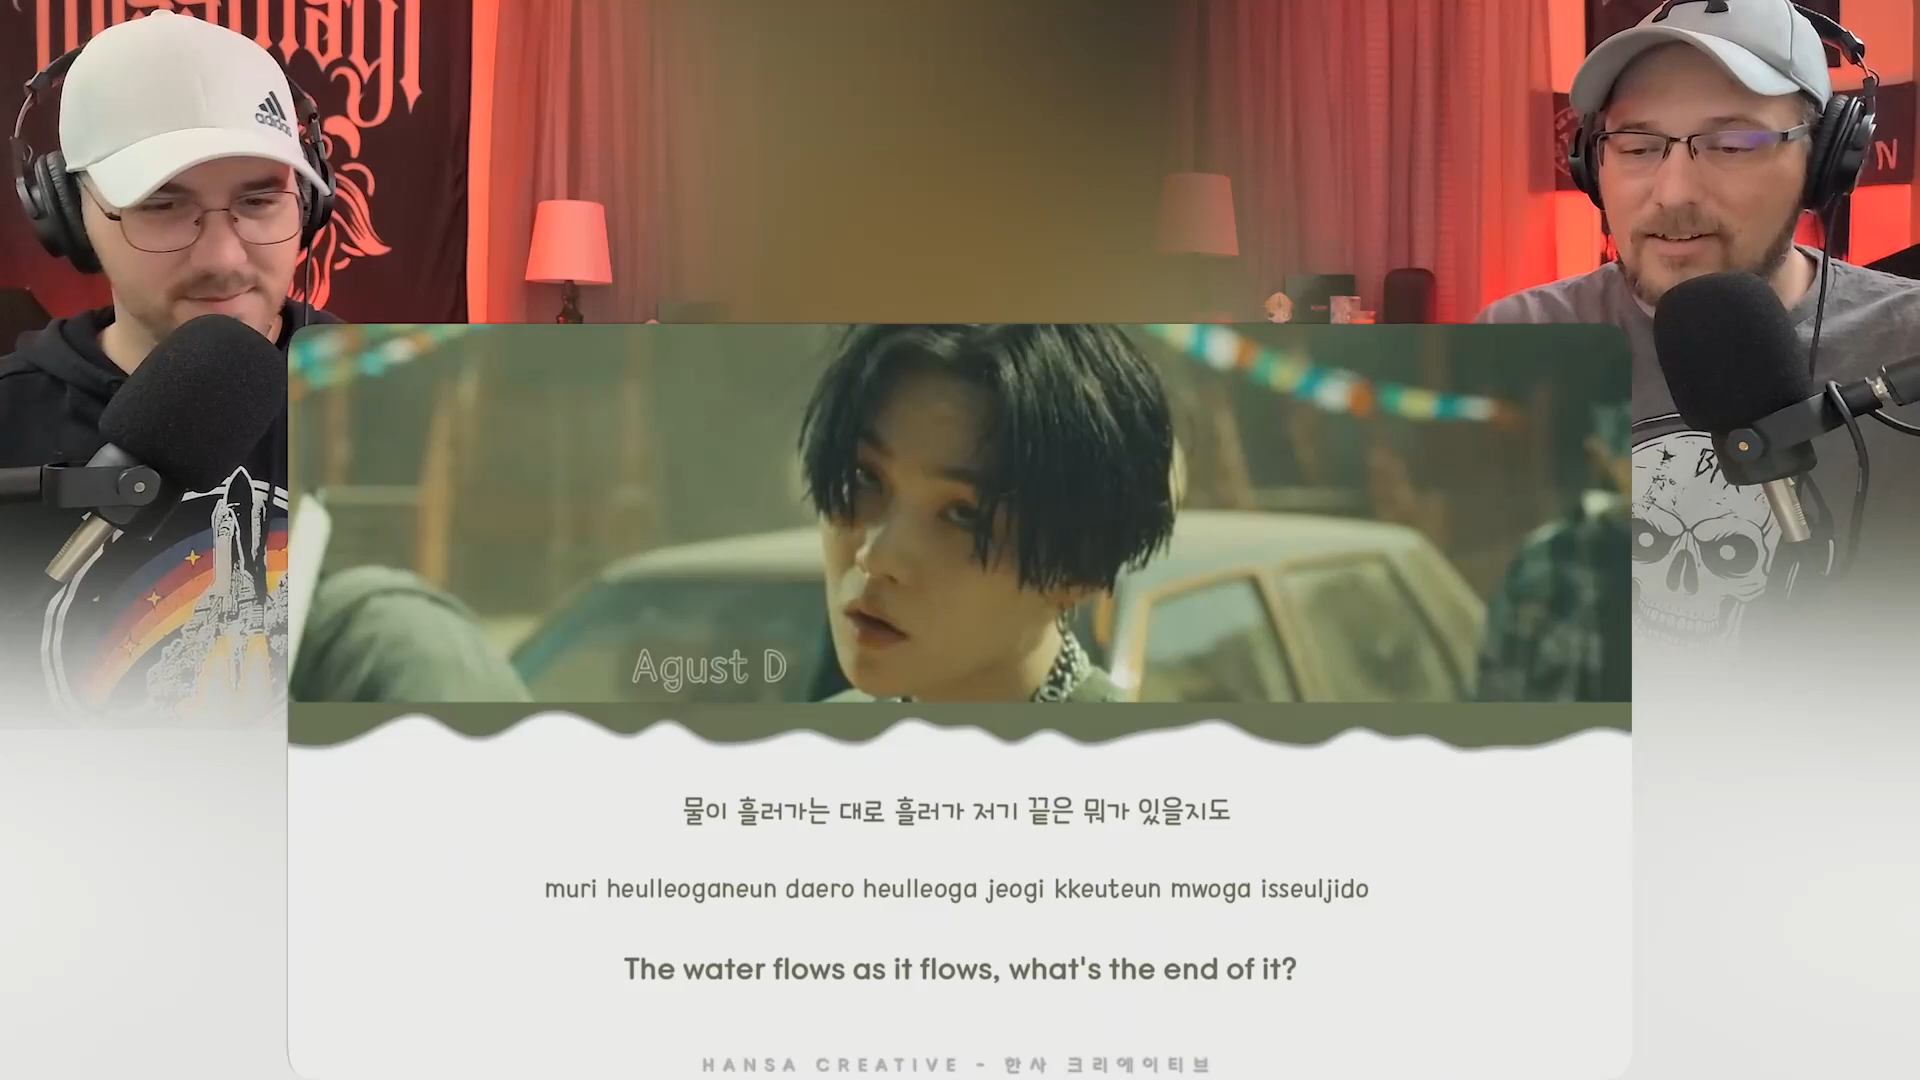 adidas
N
Agust D
물이 흘러가는 대로 흘러가 저기 끝은 뭐가 있을지도
muri heulleoganeun daero heulleoga jeogi kkeuteun mwoga isseuljido
The water flows as it flows, what's the end of it?
HANSA CREATIVE - 한사 크리에이티브